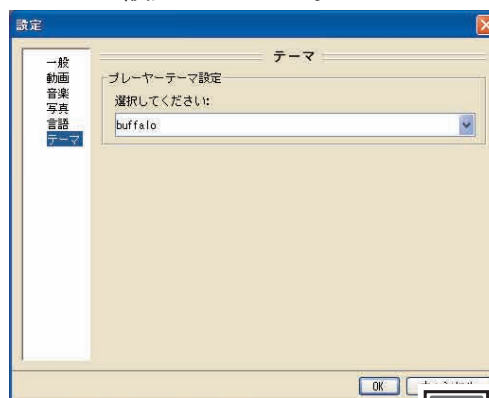 設定
テーマ
一般
動画
音楽
写真
言語
テーマ
プレーヤーテーマ設定
選択してください:
buffalo
OK